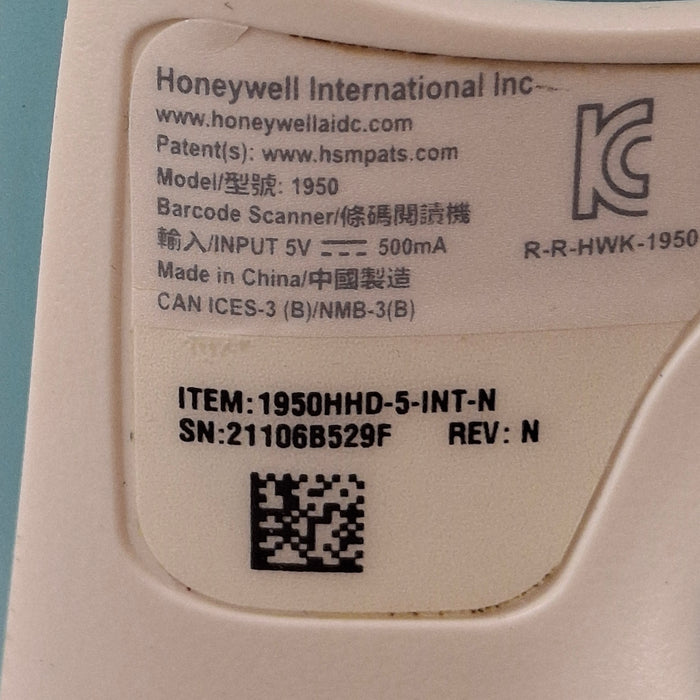 Honeywell International Inc
www.honeywellaidc.com
Patent(s): www.hsmpats.com
Model/型號: 1950
Barcode Scanner/條碼閱讀機
輸入/INPUT 5V ⎓ 500mA
Made in China/中國製造
CAN ICES-3 (B)/NMB-3(B)
R-R-HWK-1950
ITEM:1950HHD-5-INT-N
SN:21106B529F REV: N